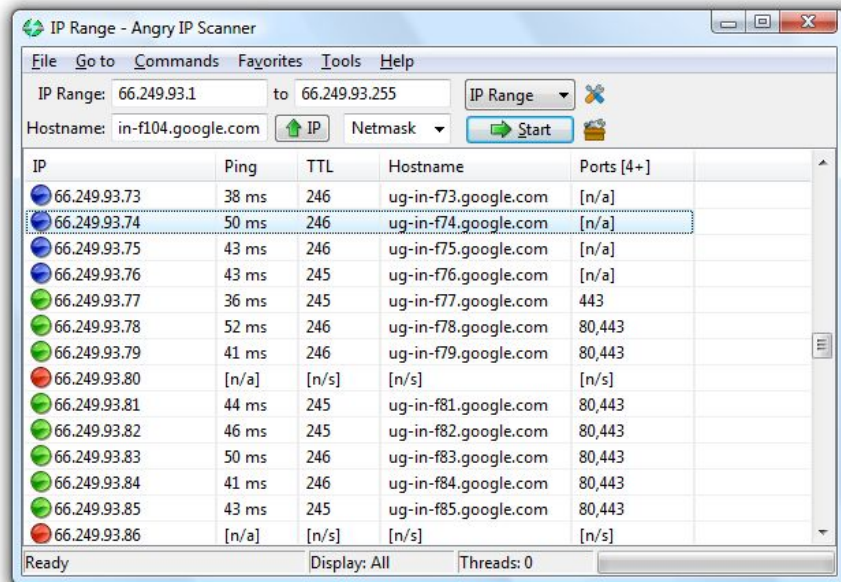 IP Range - Angry IP Scanner
File Go to Commands Favorites Tools Help
IP Range: 66.249.93.1 to 66.249.93.255 IP Range
Hostname: in-f104.google.com IP Netmask Start
IP Ping TTL Hostname Ports [4+]
66.249.93.73 38 ms 246 ug-in-f73.google.com [n/a]
66.249.93.74 50 ms 246 ug-in-f74.google.com [n/a]
66.249.93.75 43 ms 246 ug-in-f75.google.com [n/a]
66.249.93.76 43 ms 245 ug-in-f76.google.com [n/a]
66.249.93.77 36 ms 245 ug-in-f77.google.com 443
66.249.93.78 52 ms 246 ug-in-f78.google.com 80,443
66.249.93.79 41 ms 246 ug-in-f79.google.com 80,443
66.249.93.80 [n/a] [n/s] [n/s] [n/s]
66.249.93.81 44 ms 245 ug-in-f81.google.com 80,443
66.249.93.82 46 ms 245 ug-in-f82.google.com 80,443
66.249.93.83 50 ms 246 ug-in-f83.google.com 80,443
66.249.93.84 41 ms 246 ug-in-f84.google.com 80,443
66.249.93.85 43 ms 245 ug-in-f85.google.com 80,443
66.249.93.86 [n/a] [n/s] [n/s] [n/s]
Ready Display: All Threads: 0